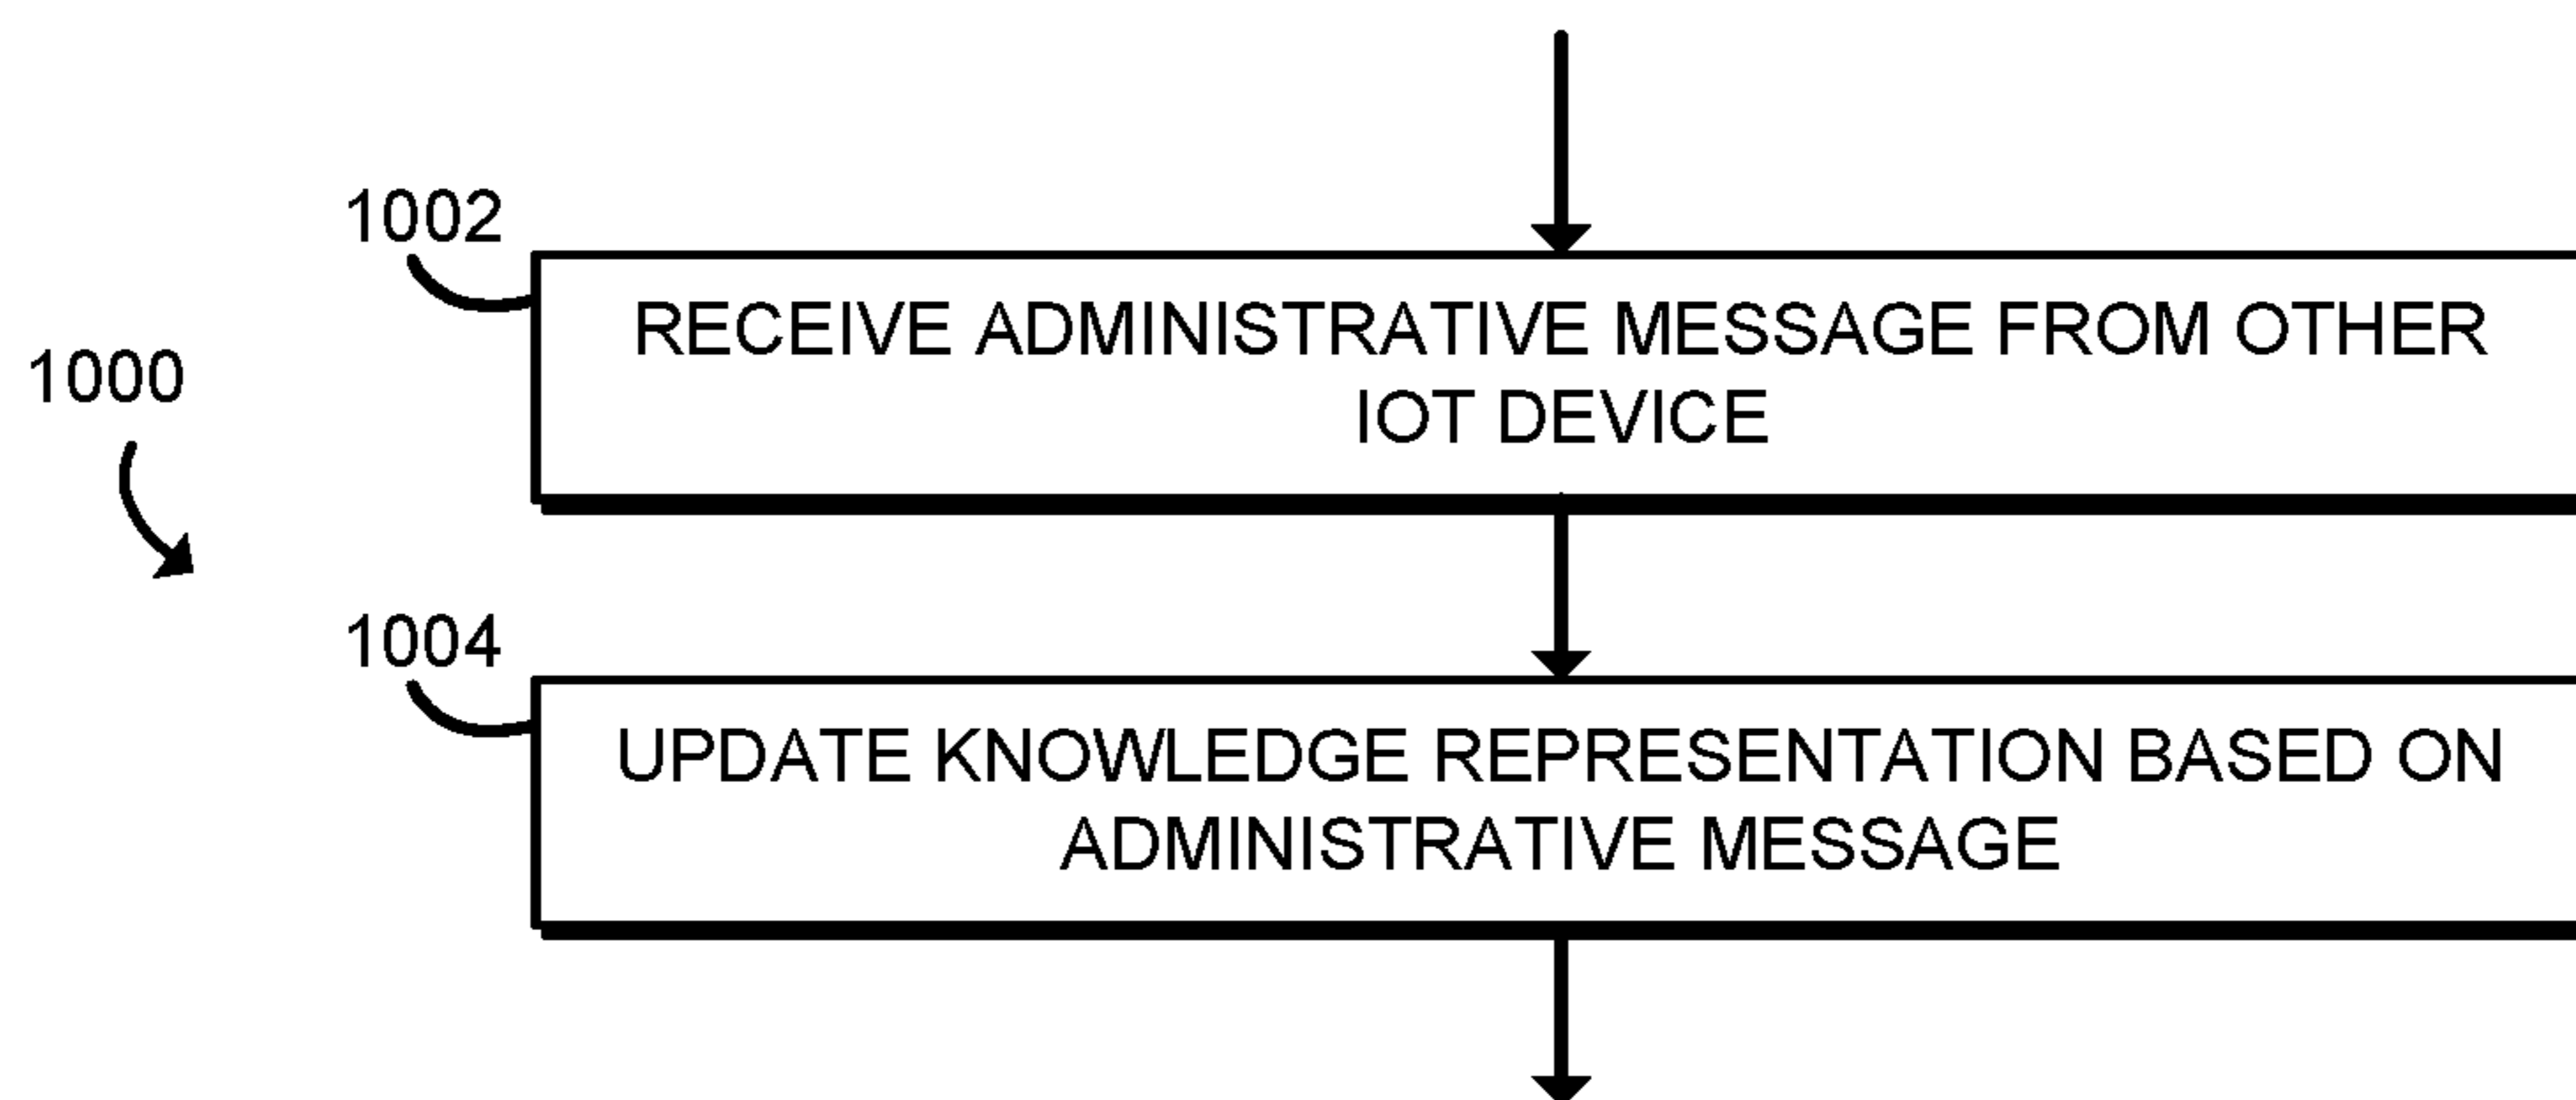 1002
RECEIVE ADMINISTRATIVE MESSAGE FROM OTHER
IOT DEVICE
1000
1004
UPDATE KNOWLEDGE REPRESENTATION BASED ON
ADMINISTRATIVE MESSAGE